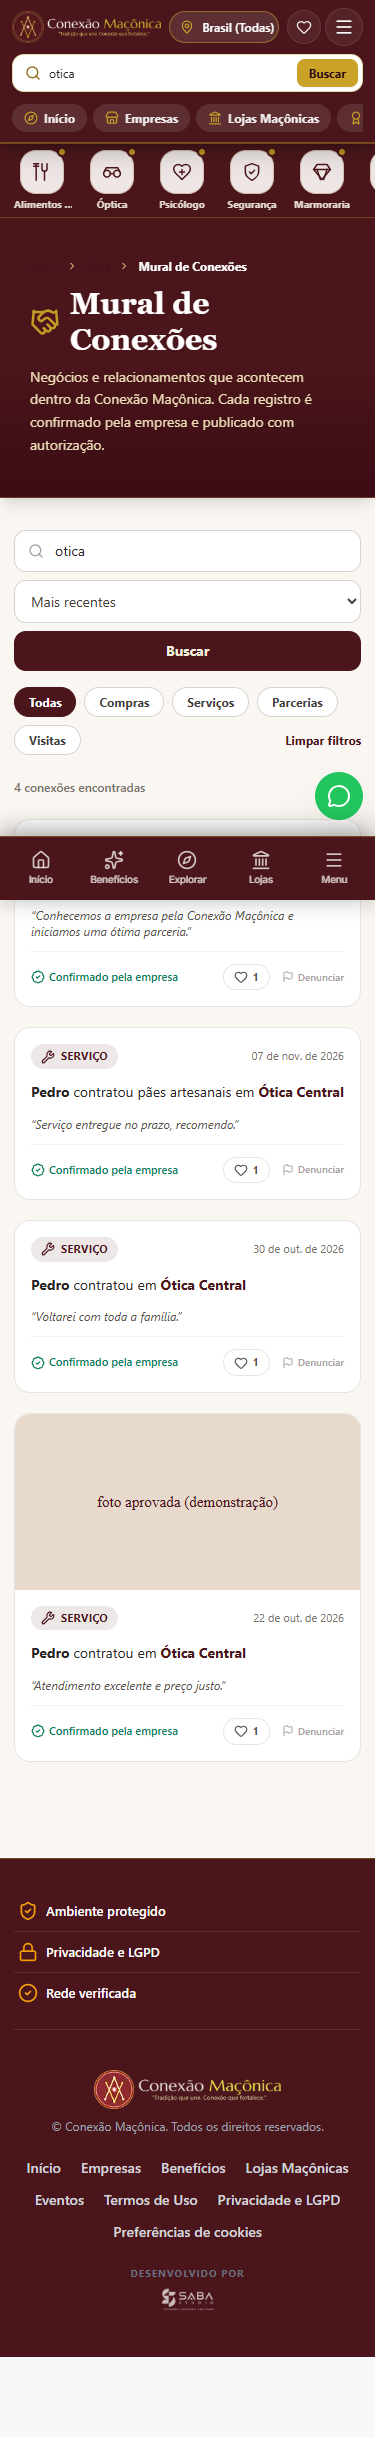 Conexão Maçônica
"Tradição que une. Conexão que fortalece."
Brasil (Todas)
otica
Buscar
Início
Empresas
Lojas Maçônicas
Alimentos ...
Óptica
Psicólogo
Segurança
Marmoraria
Mural de Conexões
Mural de
Conexões
Negócios e relacionamentos que acontecem
dentro da Conexão Maçônica. Cada registro é
confirmado pela empresa e publicado com
autorização.
otica
Mais recentes
Buscar
Todas
Compras
Serviços
Parcerias
Visitas
Limpar filtros
4 conexões encontradas
Início
Benefícios
Explorar
Lojas
Menu
“Conhecemos a empresa pela Conexão Maçônica e
iniciamos uma ótima parceria.”
Confirmado pela empresa
1
Denunciar
SERVIÇO
07 de nov. de 2026
Pedro contratou pães artesanais em Ótica Central
“Serviço entregue no prazo, recomendo.”
Confirmado pela empresa
1
Denunciar
SERVIÇO
30 de out. de 2026
Pedro contratou em Ótica Central
“Voltarei com toda a família.”
Confirmado pela empresa
1
Denunciar
foto aprovada (demonstração)
SERVIÇO
22 de out. de 2026
Pedro contratou em Ótica Central
“Atendimento excelente e preço justo.”
Confirmado pela empresa
1
Denunciar
Ambiente protegido
Privacidade e LGPD
Rede verificada
Conexão Maçônica
"Tradição que une. Conexão que fortalece."
© Conexão Maçônica. Todos os direitos reservados.
Início
Empresas
Benefícios
Lojas Maçônicas
Eventos
Termos de Uso
Privacidade e LGPD
Preferências de cookies
DESENVOLVIDO POR
SABA
STUDIO